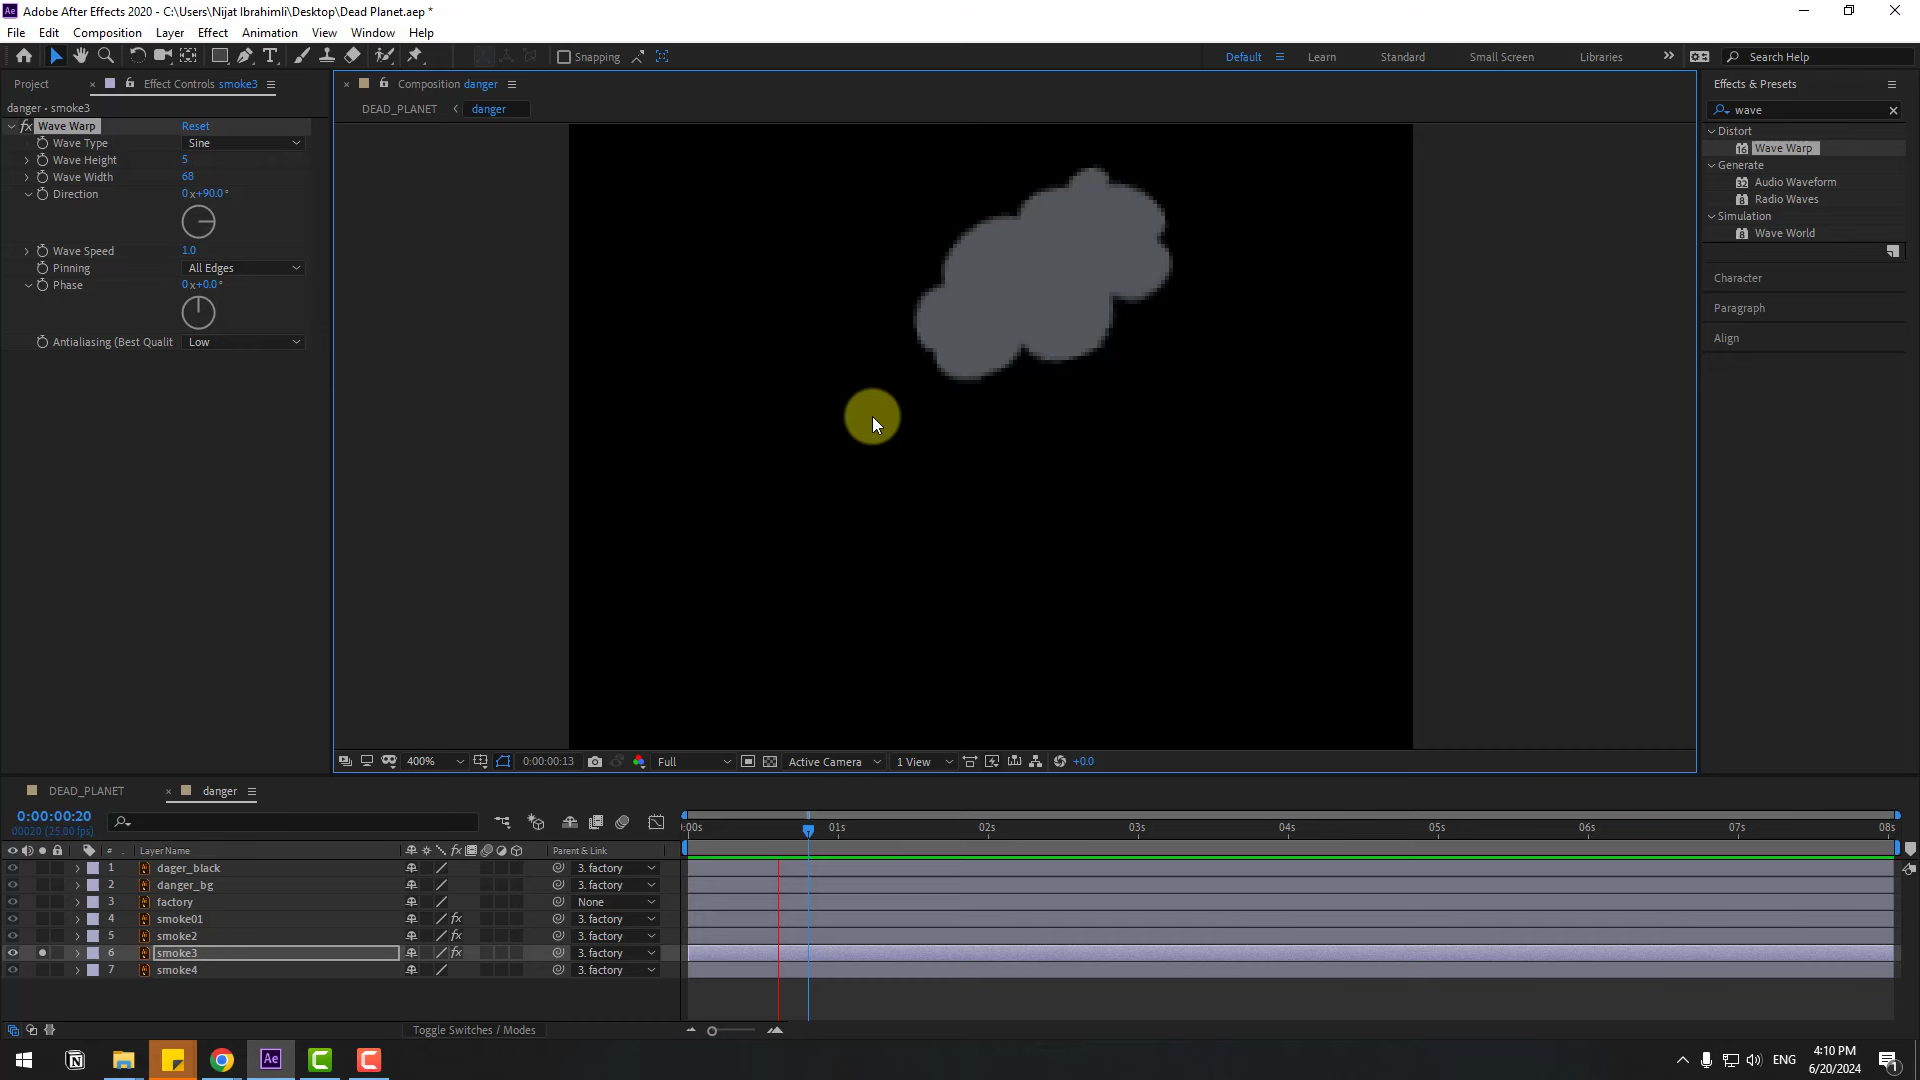 Adobe After Effects 2020 - C:\Users\Nijat Ibrahimli\Desktop\Dead Planet.aep *
File Edit Composition Layer Effect Animation View Window Help
Snapping Default Learn Standard Small Screen Libraries Search Help
Project Effect Controls smoke3
danger • smoke3
fx Wave Warp Reset
Wave Type Sine
Wave Height 5
Wave Width 68
Direction 0x+90.0°
Wave Speed 1.0
Pinning All Edges
Phase 0x+0.0°
Antialiasing (Best Qualit Low
Composition danger
DEAD_PLANET danger
400% 0:00:00:13 Full Active Camera 1 View +0.0
Effects & Presets
wave
Distort
Wave Warp
Generate
Audio Waveform
Radio Waves
Simulation
Wave World
Character
Paragraph
Align
DEAD_PLANET danger
0:00:00:20
00020 (25.00 fps)
:00s 01s 02s 03s 04s 05s 06s 07s 08s
# Layer Name Parent & Link
1 dager_black 3. factory
2 danger_bg 3. factory
3 factory None
4 smoke01 fx 3. factory
5 smoke2 fx 3. factory
6 smoke3 fx 3. factory
7 smoke4 3. factory
Toggle Switches / Modes
ENG 4:10 PM
6/20/2024 1